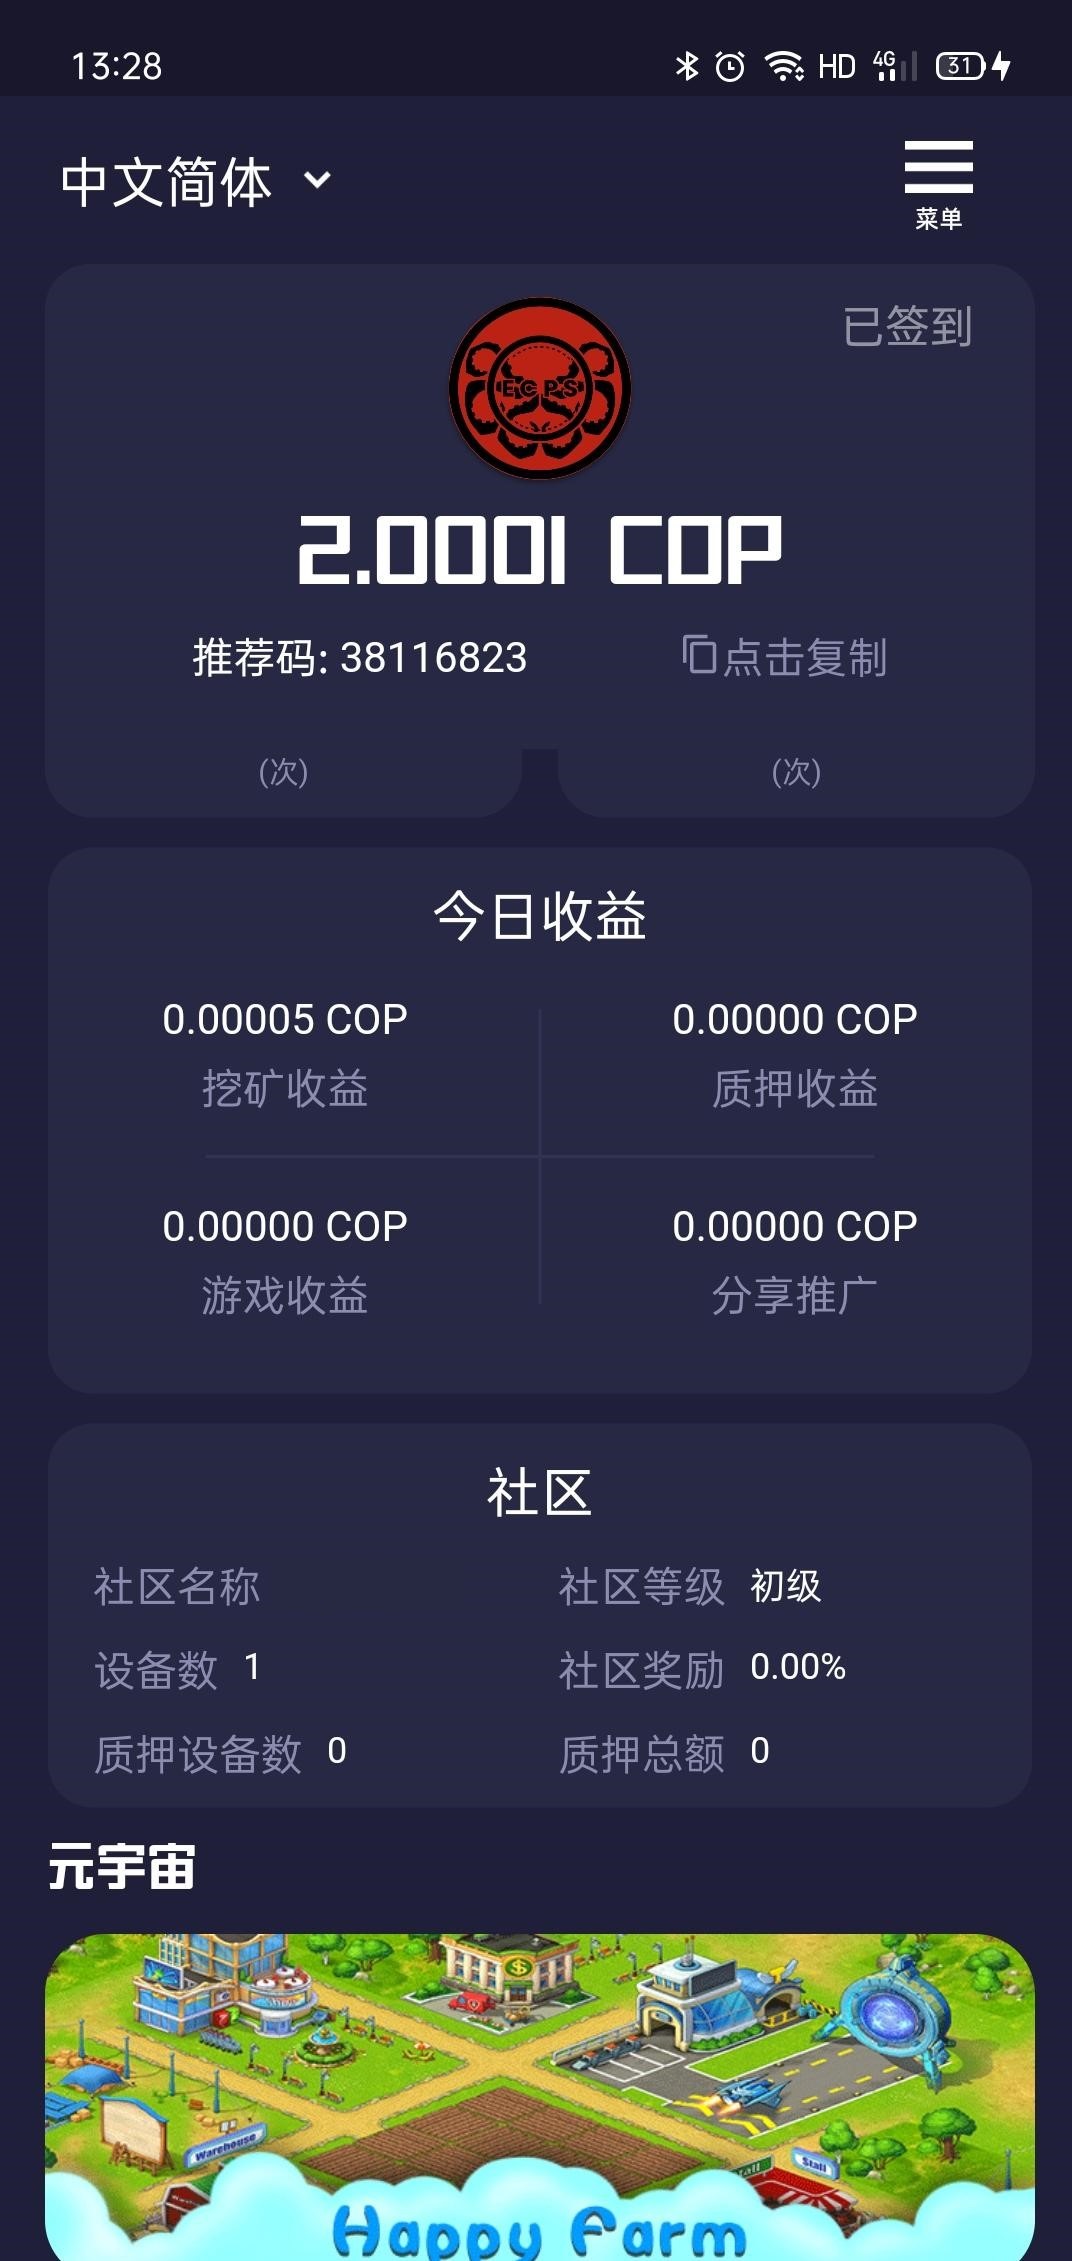 13:28
HD 4G 31
中文简体
菜单
已签到
ECPS
2.0001 COP
推荐码: 38116823 点击复制
(次) (次)
今日收益
0.00005 COP 0.00000 COP
挖矿收益 质押收益
0.00000 COP 0.00000 COP
游戏收益 分享推广
社区
社区名称 社区等级 初级
设备数 1 社区奖励 0.00%
质押设备数 0 质押总额 0
元宇宙
$
Warehouse
Stall
Happy Farm